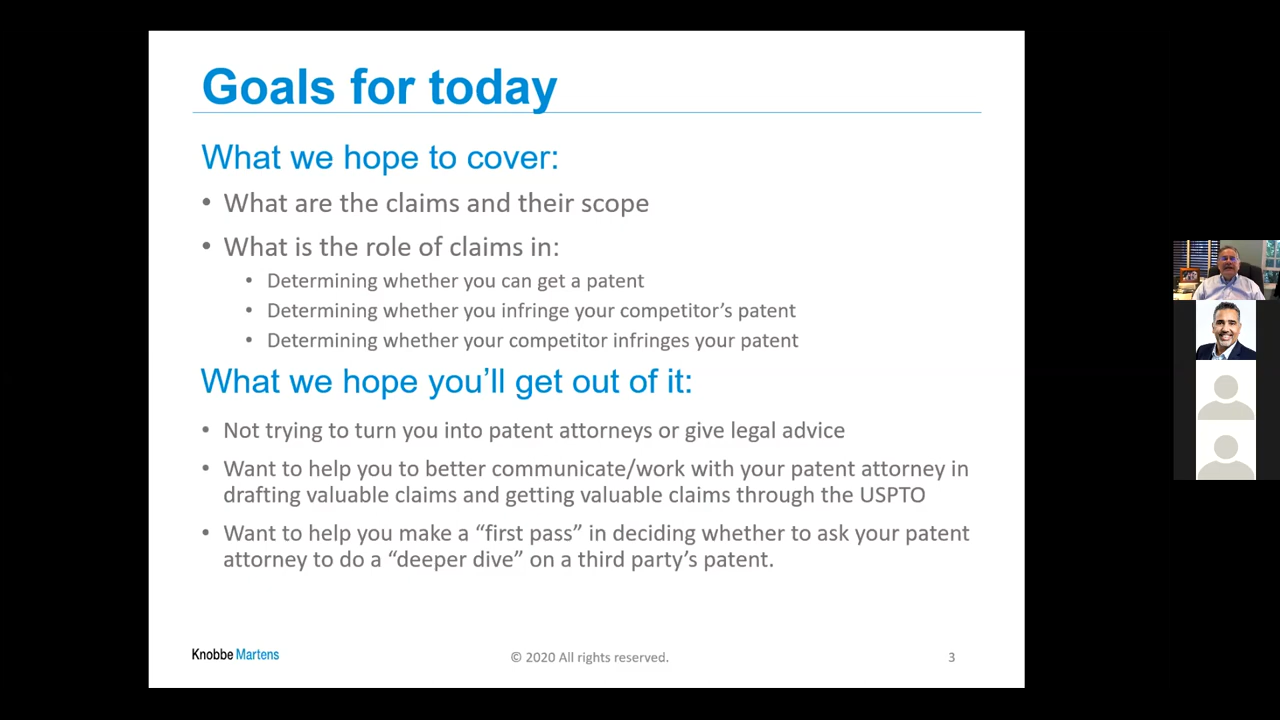 Goals for today
What we hope to cover:
• What are the claims and their scope
• What is the role of claims in:
• Determining whether you can get a patent
• Determining whether you infringe your competitor’s patent
• Determining whether your competitor infringes your patent
What we hope you’ll get out of it:
• Not trying to turn you into patent attorneys or give legal advice
• Want to help you to better communicate/work with your patent attorney in
drafting valuable claims and getting valuable claims through the USPTO
• Want to help you make a “first pass” in deciding whether to ask your patent
attorney to do a “deeper dive” on a third party’s patent.
Knobbe Martens
© 2020 All rights reserved.
3